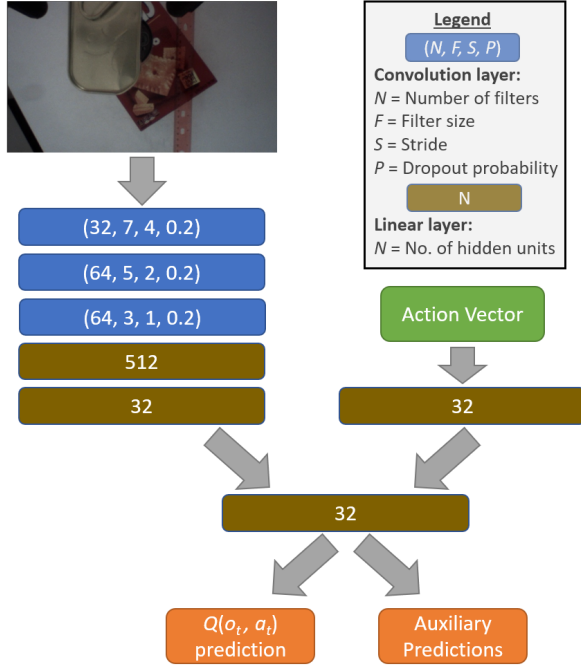 Legend
(N, F, S, P)
Convolution layer:
N = Number of filters
F = Filter size
S = Stride
P = Dropout probability
N
Linear layer:
N = No. of hidden units
(32, 7, 4, 0.2)
(64, 5, 2, 0.2)
(64, 3, 1, 0.2)
512
32
Action Vector
32
32
Q(oₜ, aₜ)
prediction
Auxiliary
Predictions